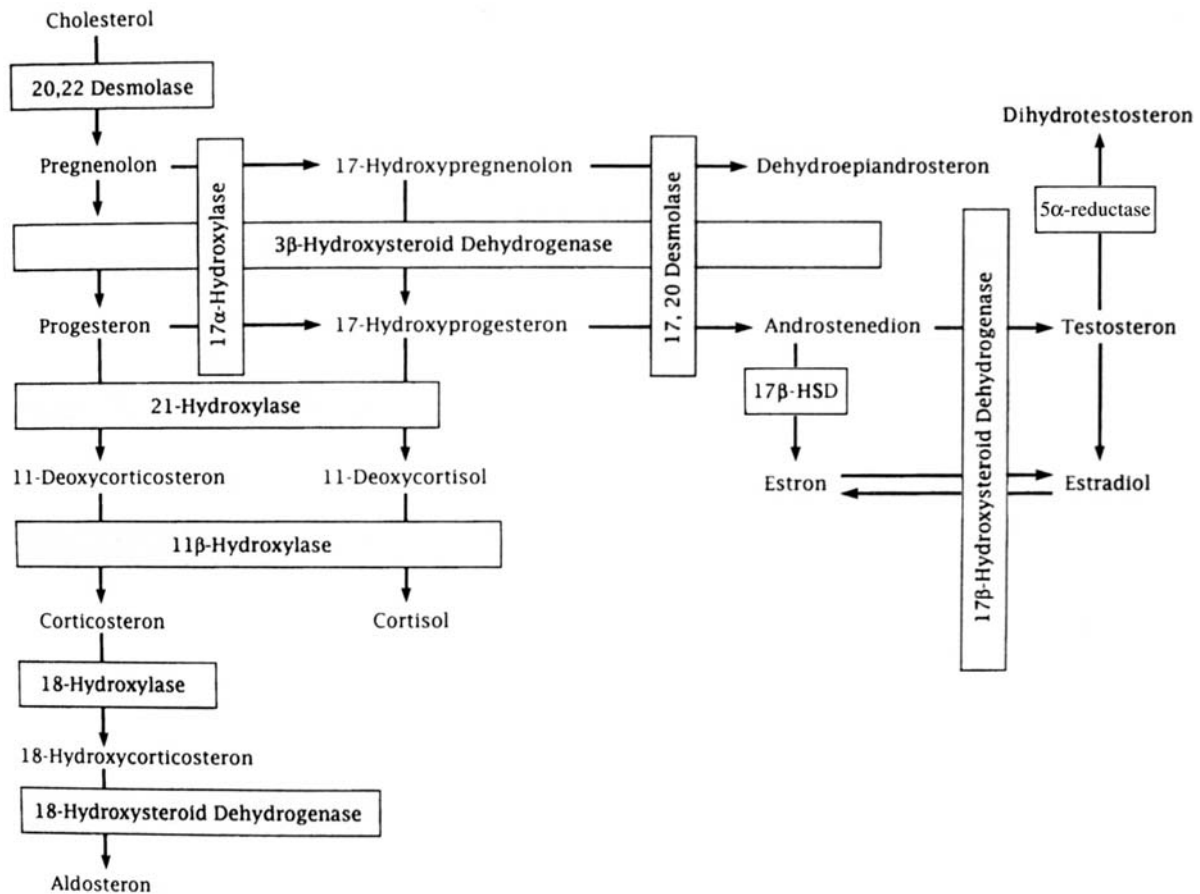 Cholesterol
20,22 Desmolase
Dihydrotestosteron
Pregnenolon
17-Hydroxypregnenolon
Dehydroepiandrosteron
17α-Hydroxylase
17, 20 Desmolase
5α-reductase
3β-Hydroxysteroid Dehydrogenase
17β-Hydroxysteroid Dehydrogenase
Progesteron
17-Hydroxyprogesteron
Androstenedion
Testosteron
21-Hydroxylase
17β-HSD
11-Deoxycorticosteron
11-Deoxycortisol
Estron
Estradiol
11β-Hydroxylase
Corticosteron
Cortisol
18-Hydroxylase
18-Hydroxycorticosteron
18-Hydroxysteroid Dehydrogenase
Aldosteron